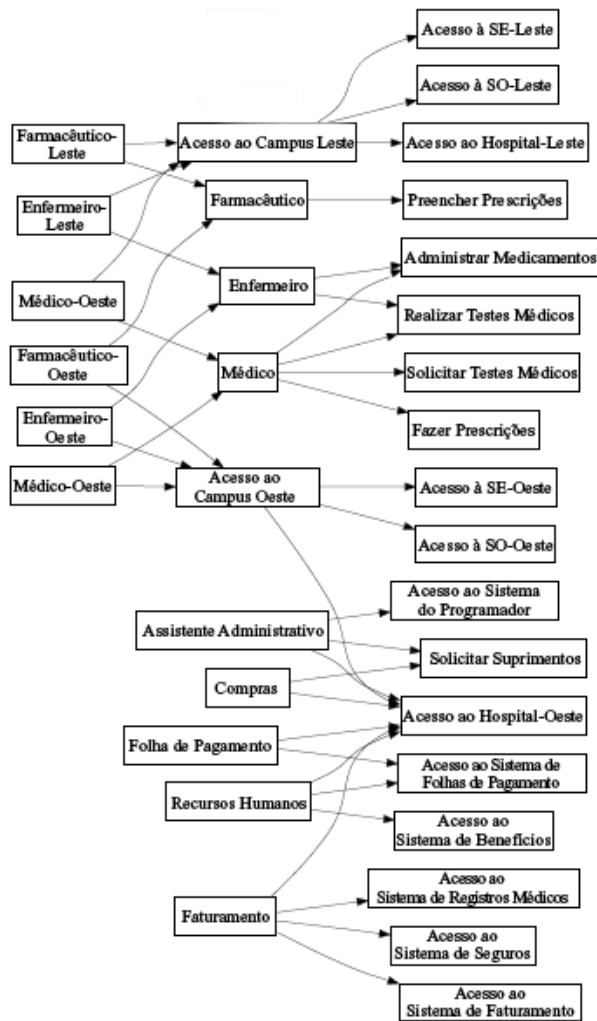 Acesso à SE-Leste
Acesso à SO-Leste
Farmacêutico-
Leste
Acesso ao Campus Leste
Acesso ao Hospital-Leste
Enfermeiro-
Leste
Farmacêutico
Preencher Prescrições
Administrar Medicamentos
Médico-Oeste
Enfermeiro
Realizar Testes Médicos
Farmacêutico-
Oeste
Médico
Solicitar Testes Médicos
Enfermeiro-
Oeste
Fazer Prescrições
Médico-Oeste
Acesso ao
Campus Oeste
Acesso à SE-Oeste
Acesso à SO-Oeste
Acesso ao Sistema
do Programador
Assistente Administrativo
Solicitar Suprimentos
Compras
Acesso ao Hospital-Oeste
Folha de Pagamento
Acesso ao Sistema de
Folhas de Pagamento
Recursos Humanos
Acesso ao
Sistema de Benefícios
Acesso ao
Sistema de Registros Médicos
Faturamento
Acesso ao
Sistema de Seguros
Acesso ao
Sistema de Faturamento